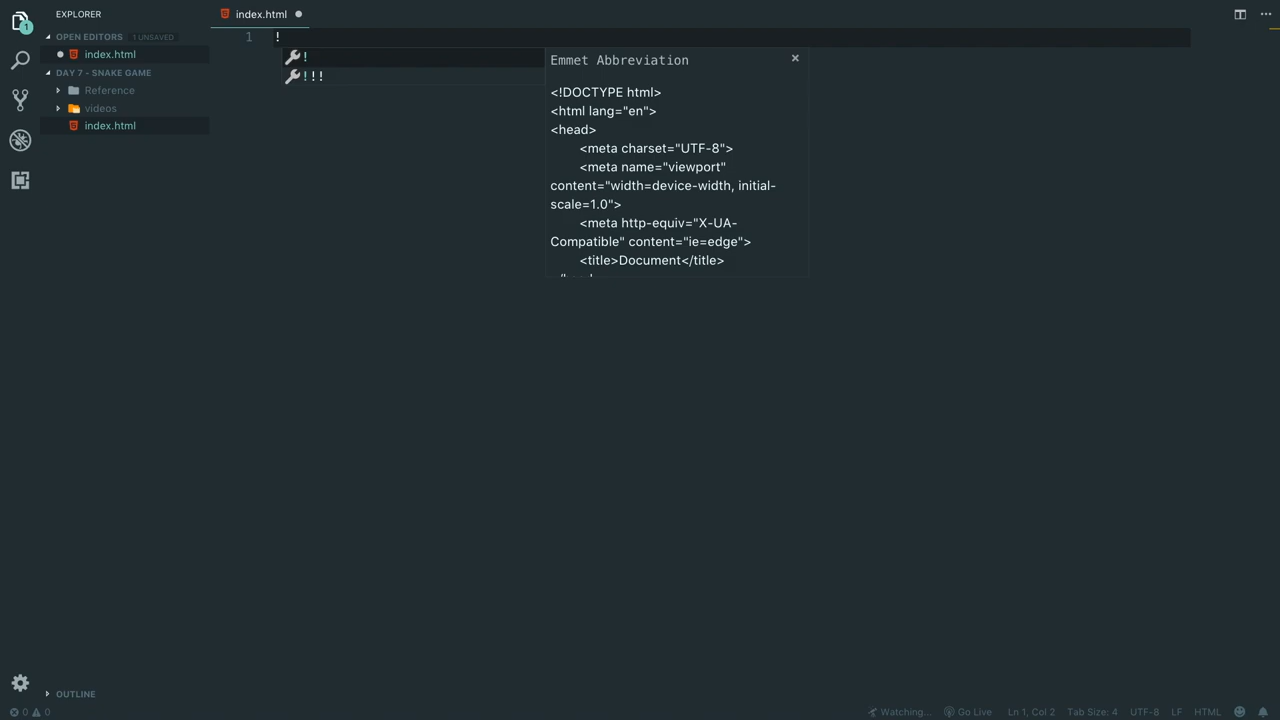 EXPLORER
OPEN EDITORS 1 UNSAVED
index.html
DAY 7 - SNAKE GAME
Reference
videos
index.html
OUTLINE
index.html
1 !
!
!!!
Emmet Abbreviation
<!DOCTYPE html>
<html lang="en">
<head>
<meta charset="UTF-8">
<meta name="viewport"
content="width=device-width, initial-
scale=1.0">
<meta http-equiv="X-UA-
Compatible" content="ie=edge">
<title>Document</title>
1
0 0
Watching... Go Live Ln 1, Col 2 Tab Size: 4 UTF-8 LF HTML